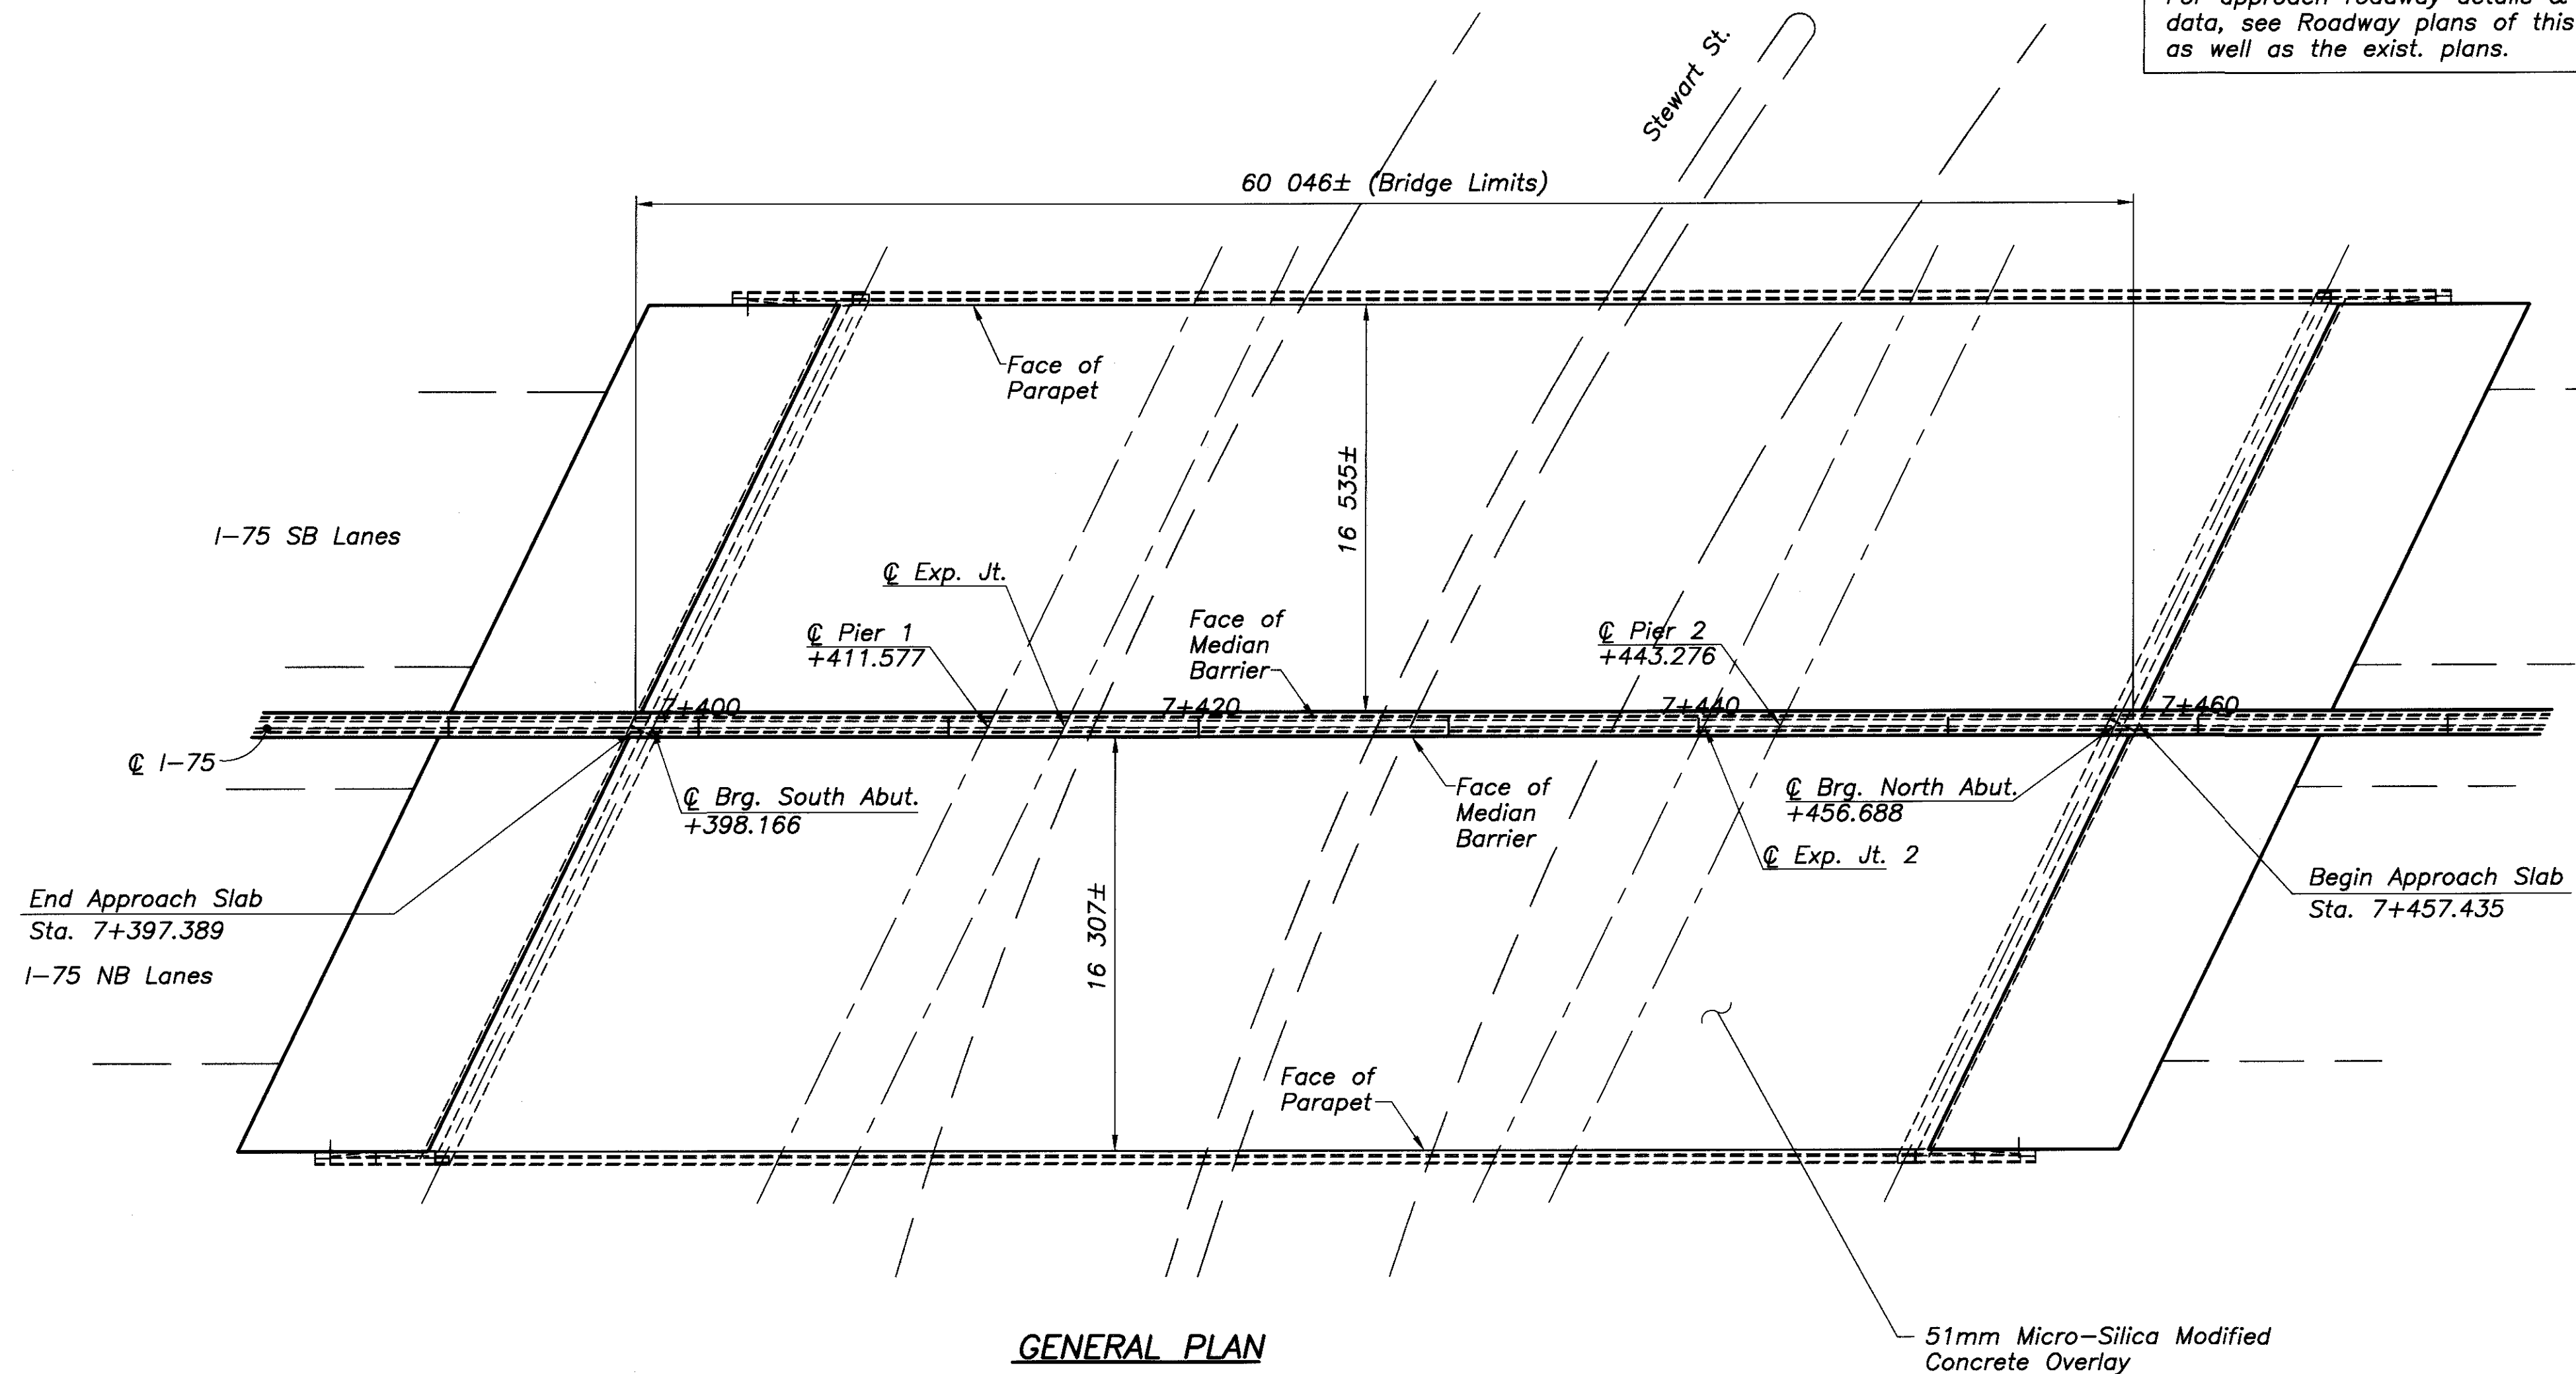 data, see Roadway plans of this
as well as the exist. plans.
Stewart St.
60 046± (Bridge Limits)
Face of
Parapet
16 535±
I-75 SB Lanes
℄ Exp. Jt.
℄ Pier 1
+411.577
Face of
Median
Barrier
℄ Pier 2
+443.276
7+400
7+420
7+440
7+460
℄ I-75
℄ Brg. South Abut.
+398.166
Face of
Median
Barrier
℄ Brg. North Abut.
+456.688
℄ Exp. Jt. 2
End Approach Slab
Sta. 7+397.389
Begin Approach Slab
Sta. 7+457.435
I-75 NB Lanes
16 307±
Face of
Parapet
GENERAL PLAN
51mm Micro-Silica Modified
Concrete Overlay